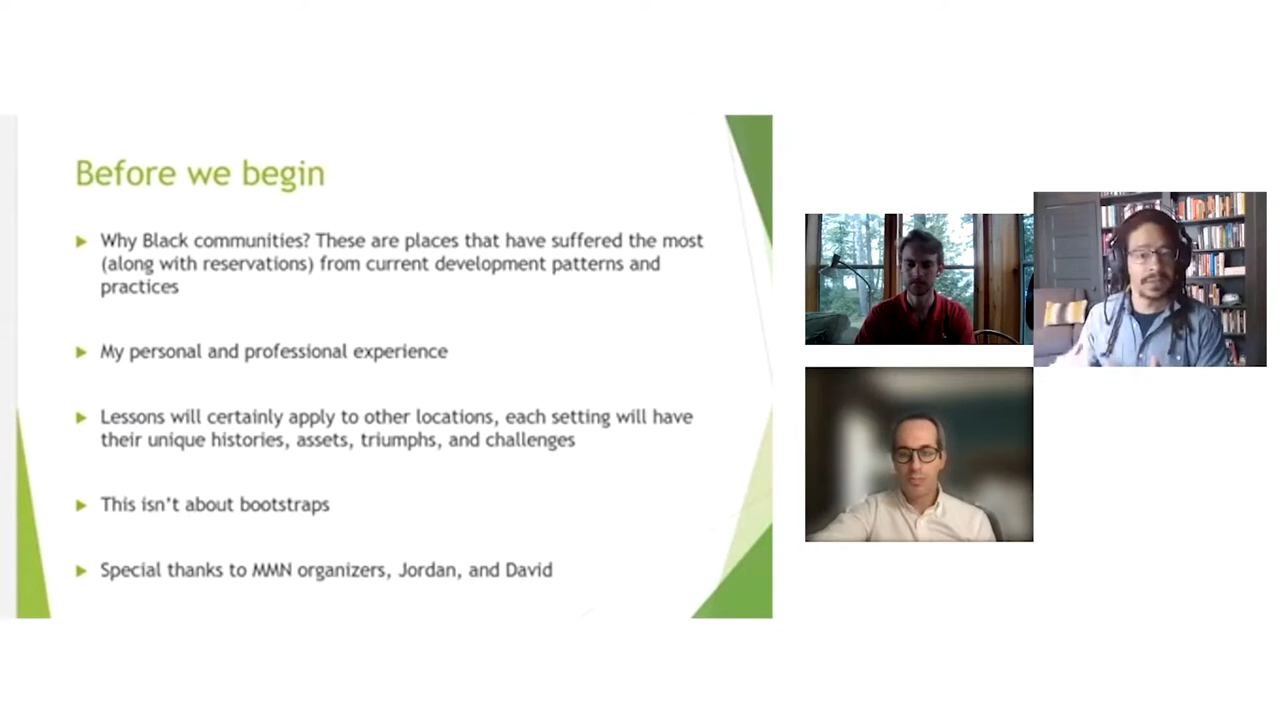 Before we begin
Why Black communities? These are places that have suffered the most
(along with reservations) from current development patterns and
practices
My personal and professional experience
Lessons will certainly apply to other locations, each setting will have
their unique histories, assets, triumphs, and challenges
This isn't about bootstraps
Special thanks to MMN organizers, Jordan, and David